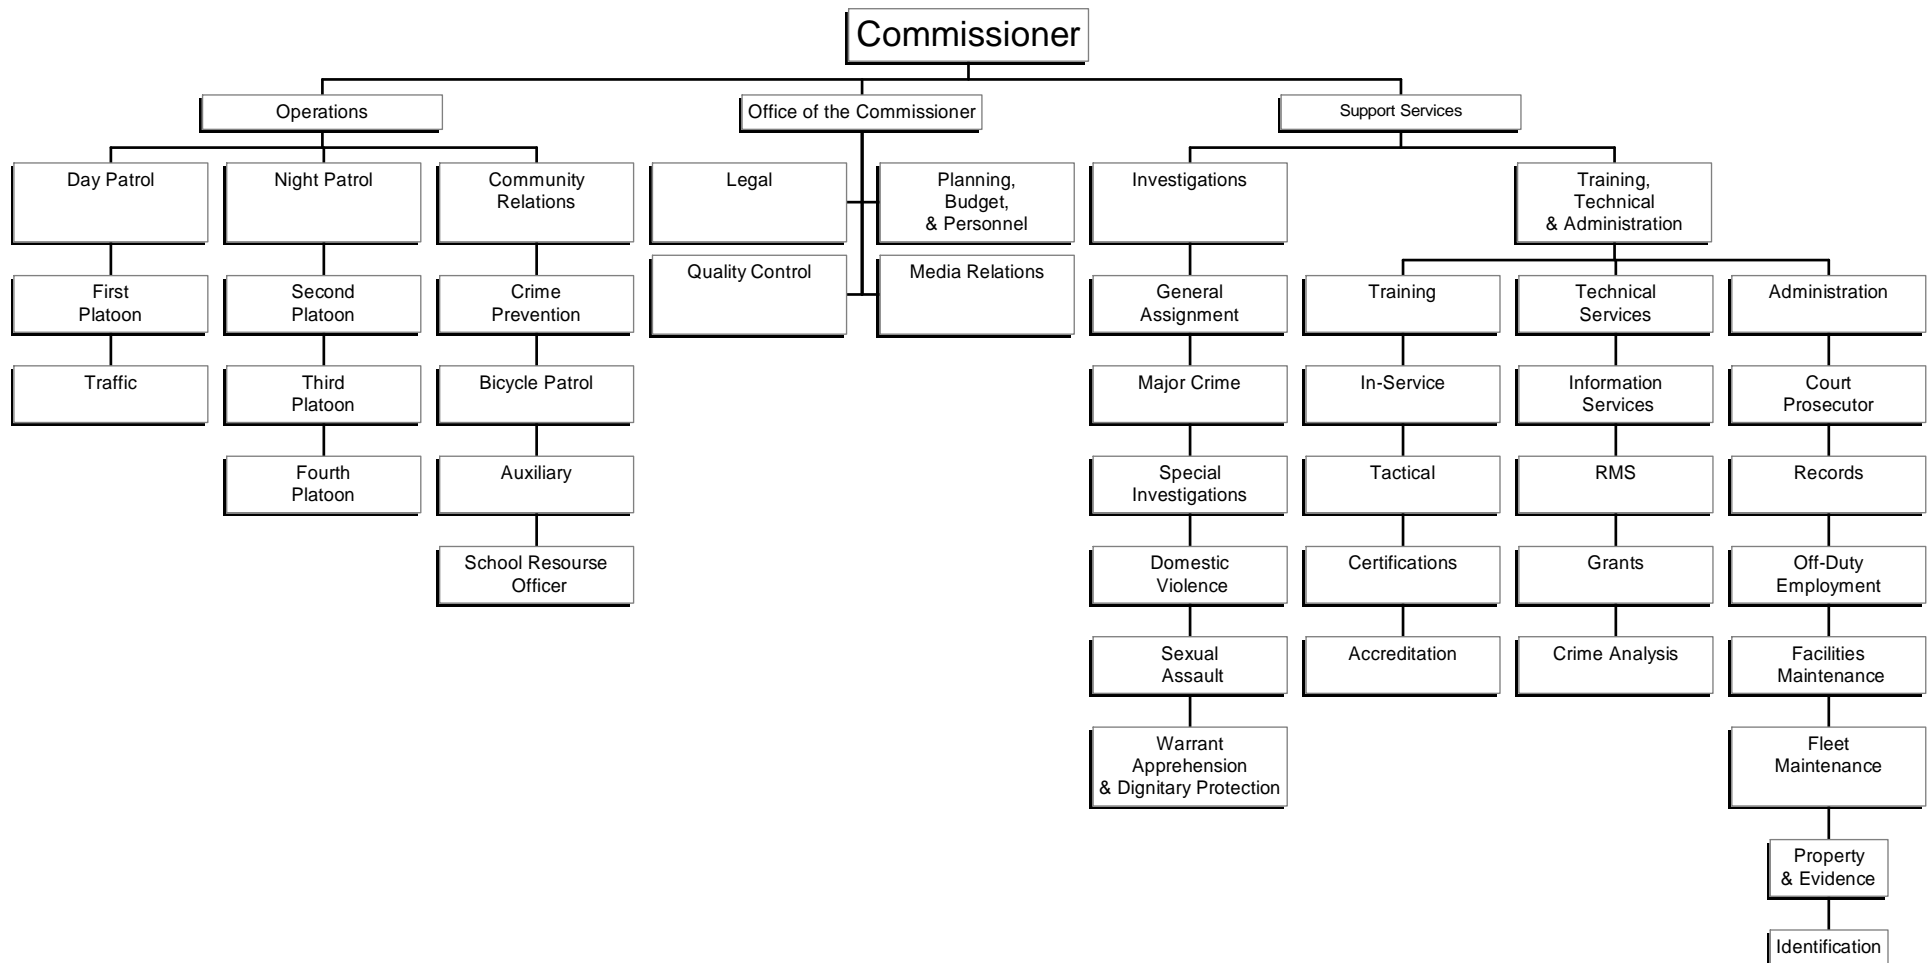 Commissioner
Operations
Office of the Commissioner
Support Services
Day Patrol
Night Patrol
Community
Relations
Legal
Planning,
Budget,
& Personnel
Investigations
Training,
Technical
& Administration
Quality Control
Media Relations
First
Platoon
Second
Platoon
Crime
Prevention
General
Assignment
Training
Technical
Services
Administration
Traffic
Third
Platoon
Bicycle Patrol
Major Crime
In-Service
Information
Services
Court
Prosecutor
Fourth
Platoon
Auxiliary
Special
Investigations
Tactical
RMS
Records
School Resourse
Officer
Domestic
Violence
Certifications
Grants
Off-Duty
Employment
Sexual
Assault
Accreditation
Crime Analysis
Facilities
Maintenance
Warrant
Apprehension
& Dignitary Protection
Fleet
Maintenance
Property
& Evidence
Identification